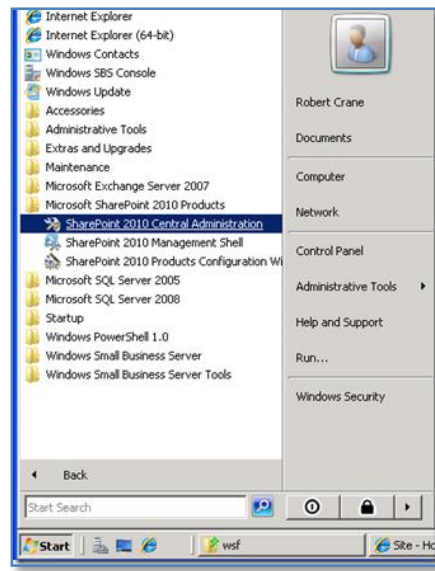 Internet Explorer
Internet Explorer (64-bit)
Windows Contacts
Windows SBS Console
Windows Update
Accessories
Administrative Tools
Extras and Upgrades
Maintenance
Microsoft Exchange Server 2007
Microsoft SharePoint 2010 Products
SharePoint 2010 Central Administration
SharePoint 2010 Management Shell
SharePoint 2010 Products Configuration Wi
Microsoft SQL Server 2005
Microsoft SQL Server 2008
Startup
Windows PowerShell 1.0
Windows Small Business Server
Windows Small Business Server Tools
Back
Start Search
Robert Crane
Documents
Computer
Network
Control Panel
Administrative Tools
Help and Support
Run...
Windows Security
Start
wsf
Site - Ho